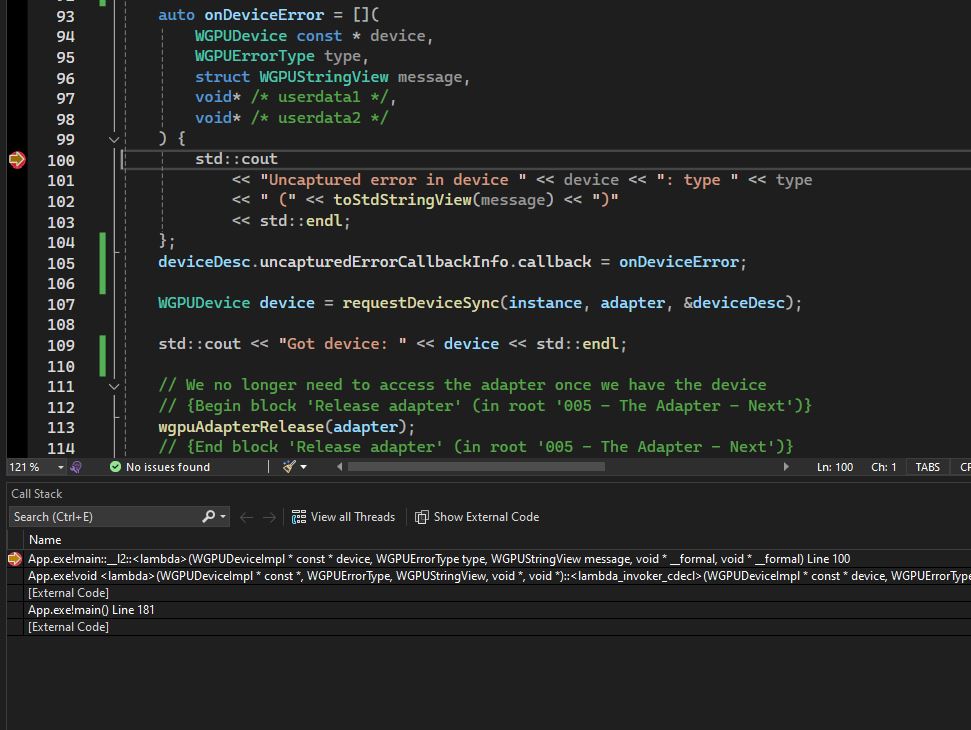 93 auto onDeviceError = [](
94 WGPUDevice const * device,
95 WGPUErrorType type,
96 struct WGPUStringView message,
97 void* /* userdata1 */,
98 void* /* userdata2 */
99 ) {
100 std::cout
101 << "Uncaptured error in device " << device << ": type " << type
102 << " (" << toStdStringView(message) << ")"
103 << std::endl;
104 };
105 deviceDesc.uncapturedErrorCallbackInfo.callback = onDeviceError;
106
107 WGPUDevice device = requestDeviceSync(instance, adapter, &deviceDesc);
108
109 std::cout << "Got device: " << device << std::endl;
110
111 // We no longer need to access the adapter once we have the device
112 // {Begin block 'Release adapter' (in root '005 - The Adapter - Next')}
113 wgpuAdapterRelease(adapter);
114 // {End block 'Release adapter' (in root '005 - The Adapter - Next')}
121 % No issues found Ln: 100 Ch: 1 TABS
Call Stack
Search (Ctrl+E) View all Threads Show External Code
Name
App.exe!main::__l2::<lambda>(WGPUDeviceImpl * const * device, WGPUErrorType type, WGPUStringView message, void * __formal, void * __formal) Line 100
App.exe!void <lambda>(WGPUDeviceImpl * const *, WGPUErrorType, WGPUStringView, void *, void *)::<lambda_invoker_cdecl>(WGPUDeviceImpl * const * device, WGPUErrorType
[External Code]
App.exe!main() Line 181
[External Code]